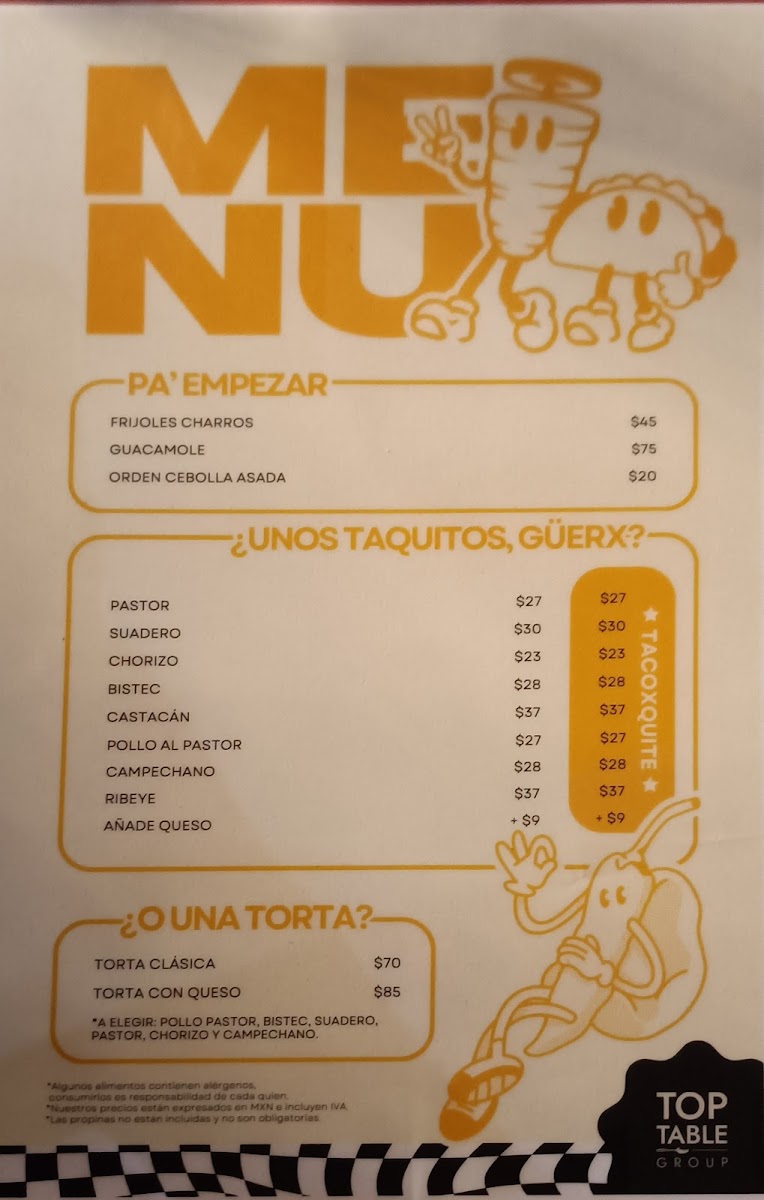 ME
NU
PA' EMPEZAR
FRIJOLES CHARROS $45
GUACAMOLE $75
ORDEN CEBOLLA ASADA $20
¿UNOS TAQUITOS, GÜERX?
TACOXQUITE
PASTOR $27 $27
SUADERO $30 $30
CHORIZO $23 $23
BISTEC $28 $28
CASTACÁN $37 $37
POLLO AL PASTOR $27 $27
CAMPECHANO $28 $28
RIBEYE $37 $37
AÑADE QUESO + $9 + $9
¿O UNA TORTA?
TORTA CLÁSICA $70
TORTA CON QUESO $85
*A ELEGIR: POLLO PASTOR, BISTEC, SUADERO,
PASTOR, CHORIZO Y CAMPECHANO.
*Algunos alimentos contienen alérgenos,
consumirlos es responsabilidad de cada quien.
*Nuestros precios están expresados en MXN e incluyen IVA.
*Las propinas no están incluidas y no son obligatorias.
TOP
TABLE
GROUP